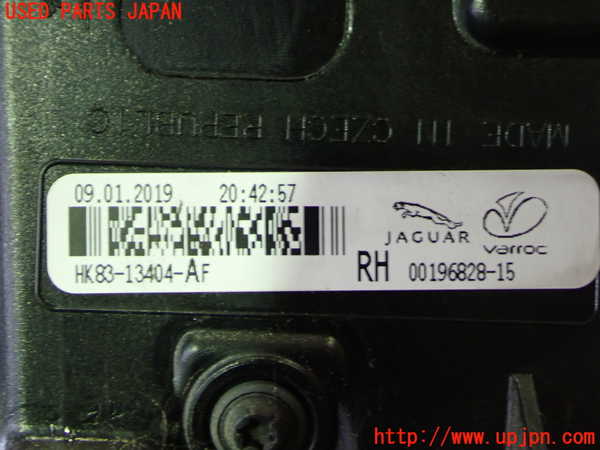 USED PARTS JAPAN
MADE IN CZECH REPUBLIC
09.01.2019 20:42:57
JAGUAR
varroc
HK83-13404-AF
RH
00196828-15
http://www.upjpn.com/